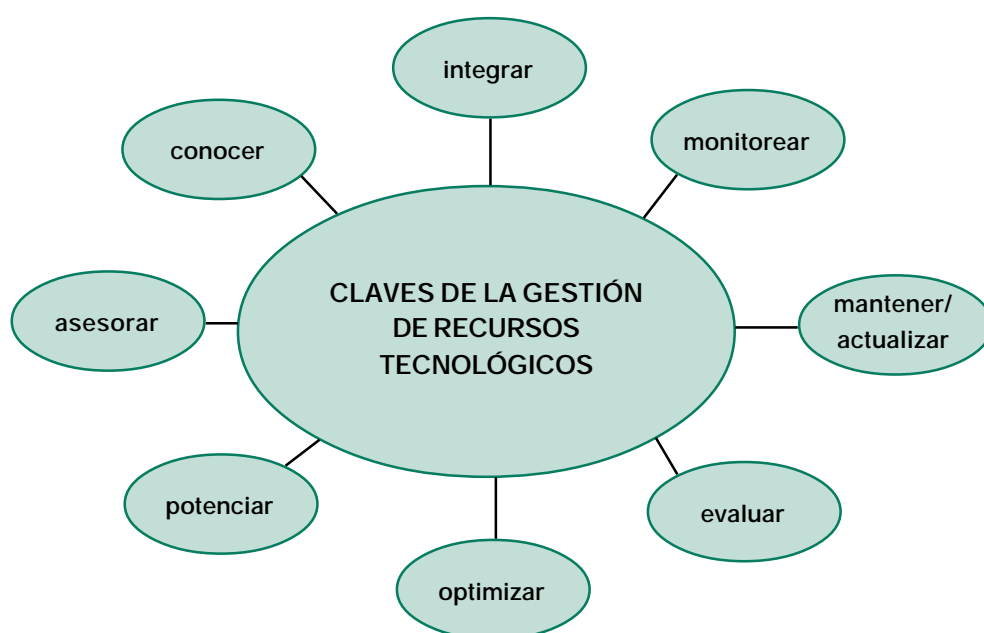 integrar
conocer
monitorear
CLAVES DE LA GESTIÓN
DE RECURSOS
TECNOLÓGICOS
asesorar
mantener/
actualizar
potenciar
evaluar
optimizar